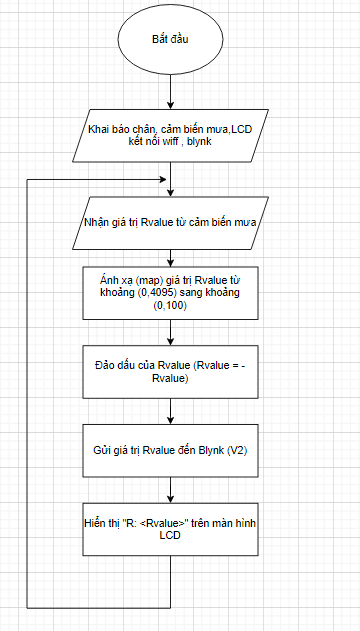 Bắt đầu
Khai báo chân, cảm biến mưa,LCD
kết nối wiff , blynk
Nhận giá trị Rvalue từ cảm biến mưa
Ánh xạ (map) giá trị Rvalue từ
khoảng (0,4095) sang khoảng
(0,100)
Đảo dấu của Rvalue (Rvalue = -
Rvalue)
Gửi giá trị Rvalue đến Blynk (V2)
Hiển thị "R: <Rvalue>" trên màn hình
LCD